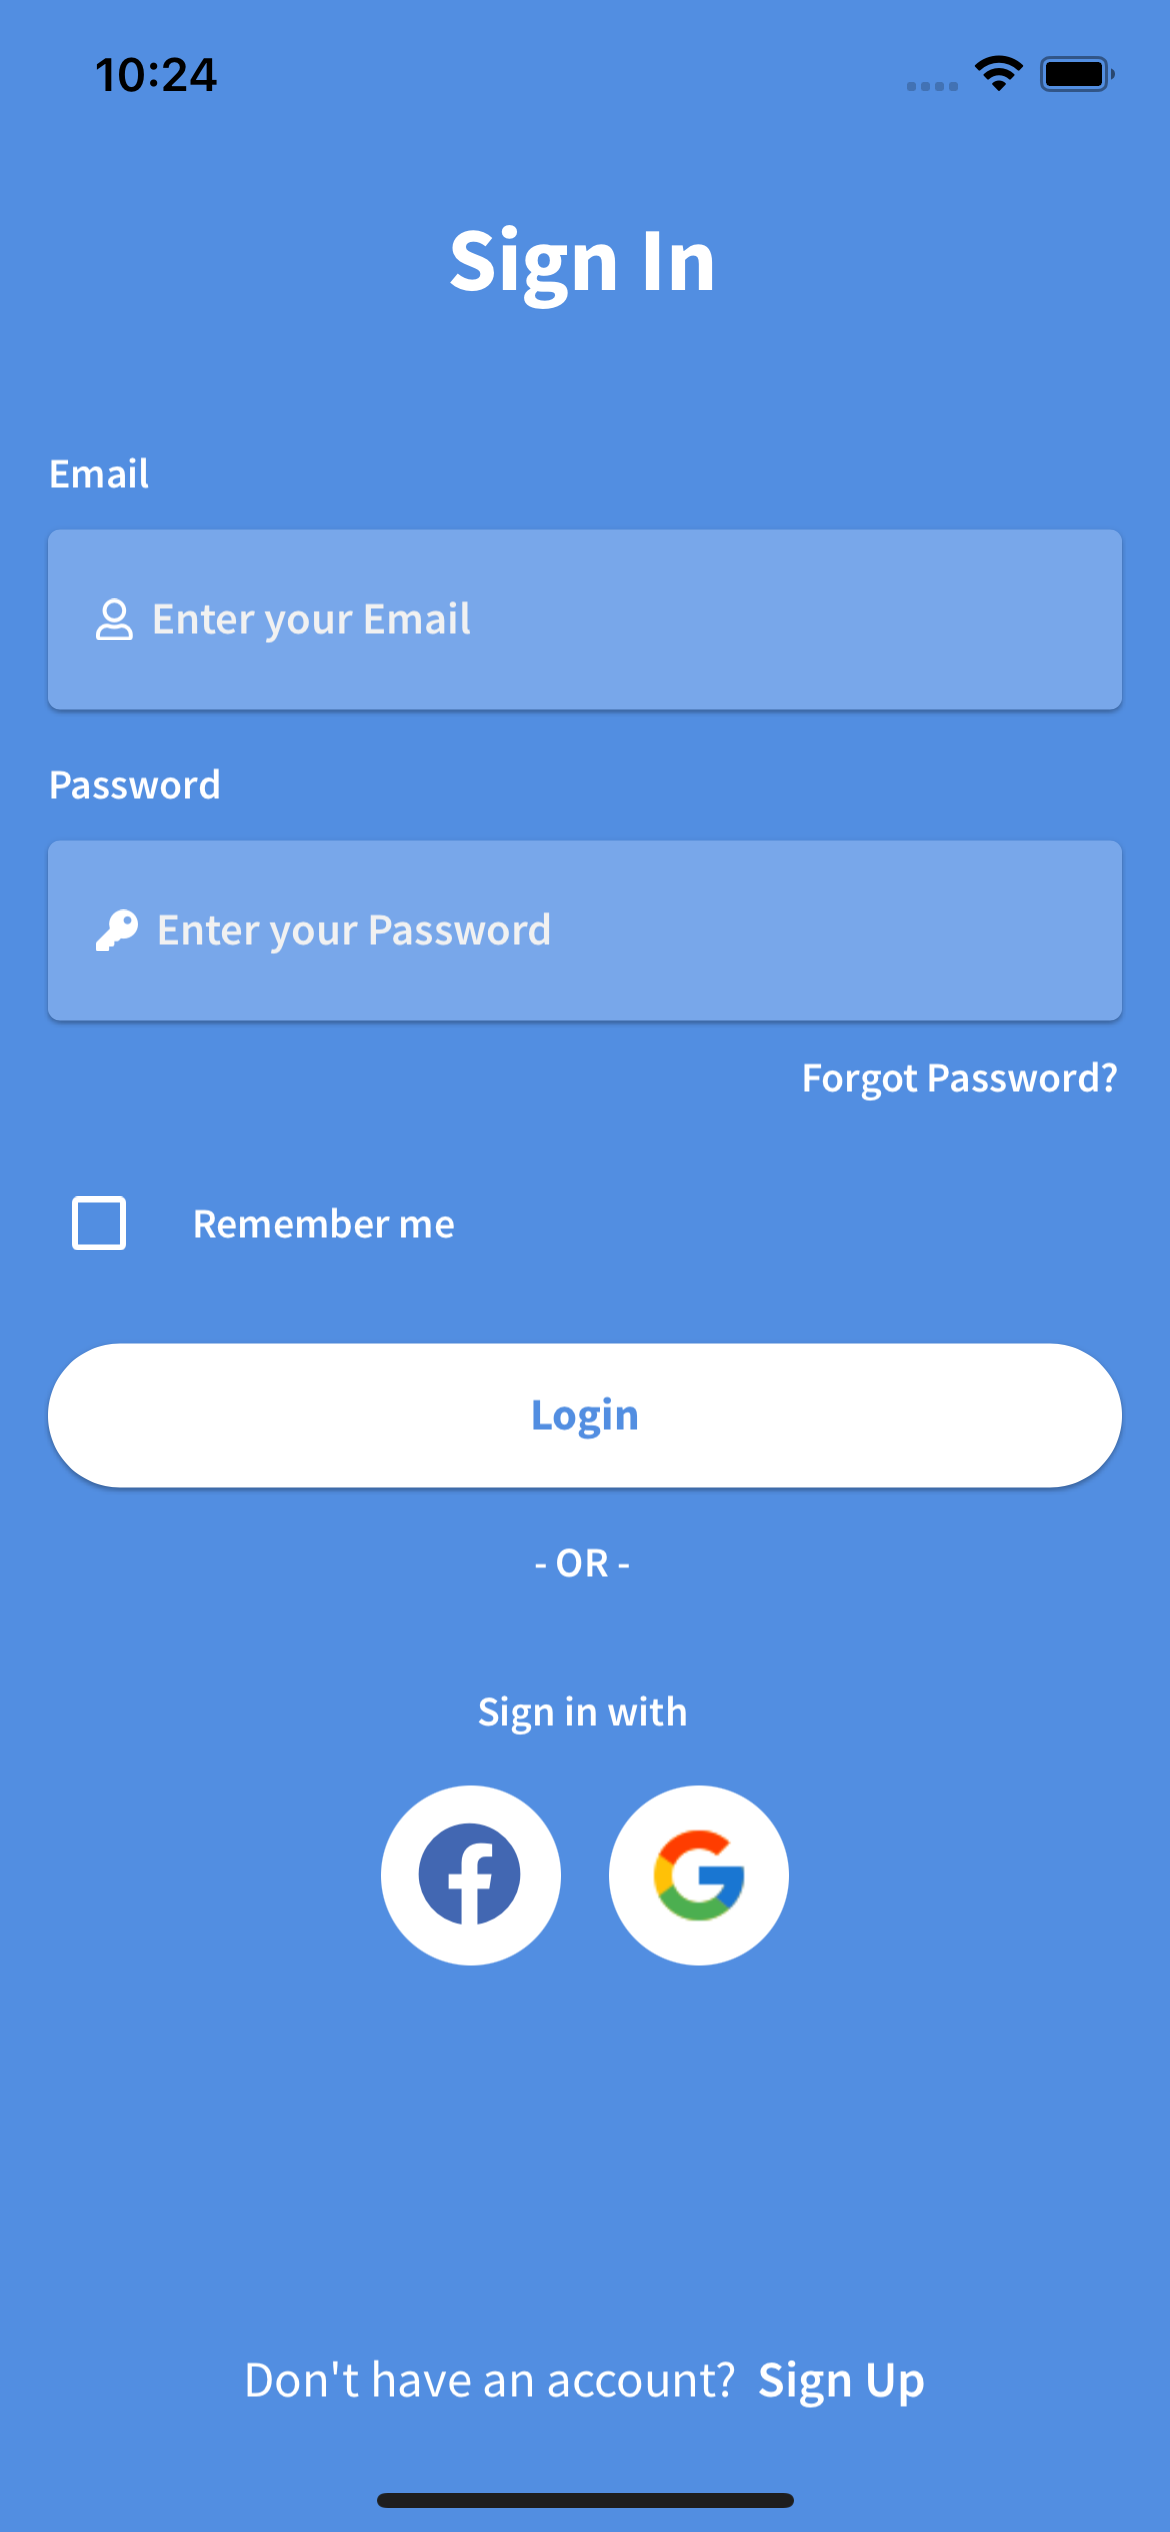 10:24
Sign In
Email
Enter your Email
Password
Enter your Password
Forgot Password?
Remember me
Login
- OR -
Sign in with
Don't have an account? Sign Up